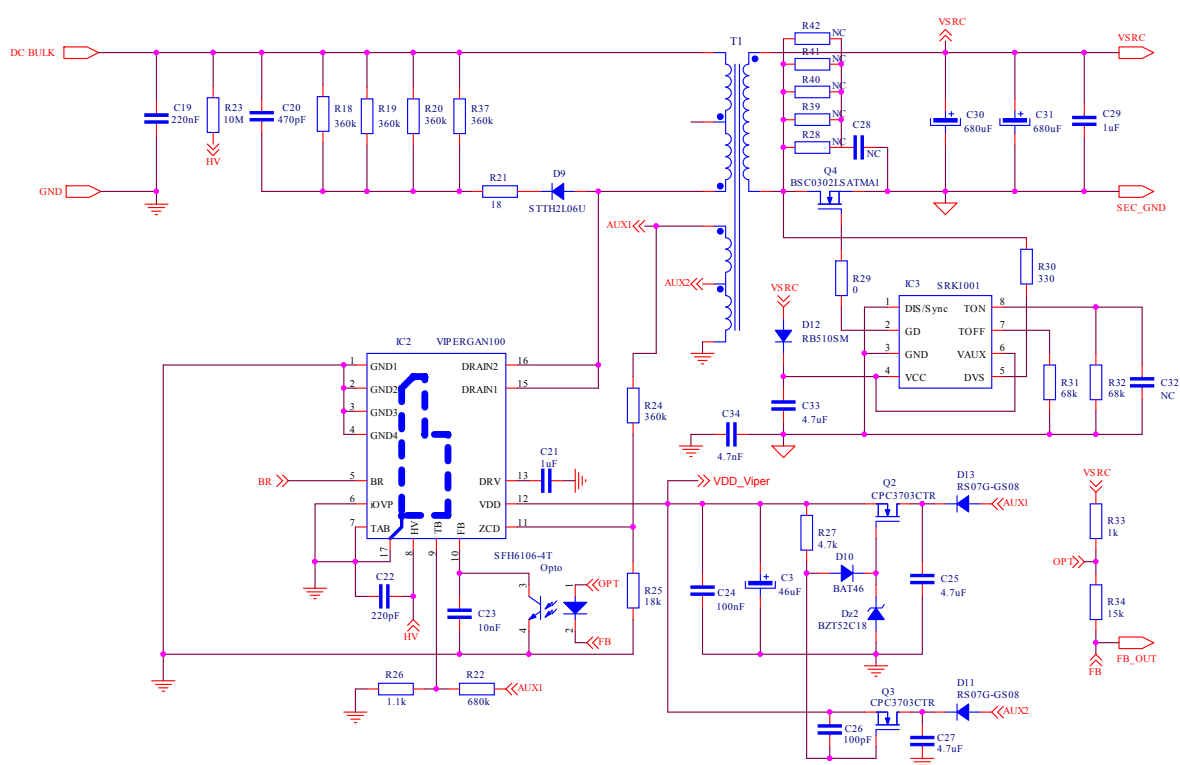 R42
NC
VSRC
T1
VSRC
DC BULK
R41
NC
R40
NC
C19
220nF
R23
10M
C20
470pF
R18
360k
R19
360k
R20
360k
R37
360k
R39
NC
C28
NC
R28
NC
C30
680uF
C31
680uF
C29
1uF
HV
GND
R21
18
D9
STTH2L06U
Q4
BSC0302LSATMA1
SEC_GND
AUX1
AUX2
R29
0
R30
330
VSRC
IC3
SRK1001
D12
RB510SM
1
DIS/Sync
TON
8
2
GD
TOFF
7
3
GND
VAUX
6
4
VCC
DVS
5
R31
68k
R32
68k
C32
NC
C33
4.7uF
C34
4.7nF
IC2
VIPERGAN100
1
GND1
DRAIN2
16
2
GND2
DRAIN1
15
3
GND3
4
GND4
R24
360k
C21
1uF
BR
5
BR
DRV
13
6
iOVP
VDD
12
7
TAB
ZCD
11
HV
TB
FB
17
8
9
10
VDD_Viper
Q2
CPC3703CTR
D13
RS07G-GS08
AUX1
VSRC
R33
1k
OPT
R34
15k
FB_OUT
FB
R27
4.7k
D10
BAT46
Dz2
BZT52C18
C25
4.7uF
C24
100nF
C3
46uF
SFH6106-4T
Opto
3
4
1
2
OPT
FB
R25
18k
C22
220pF
HV
C23
10nF
R26
1.1k
R22
680k
AUX1
Q3
CPC3703CTR
D11
RS07G-GS08
AUX2
C26
100pF
C27
4.7uF